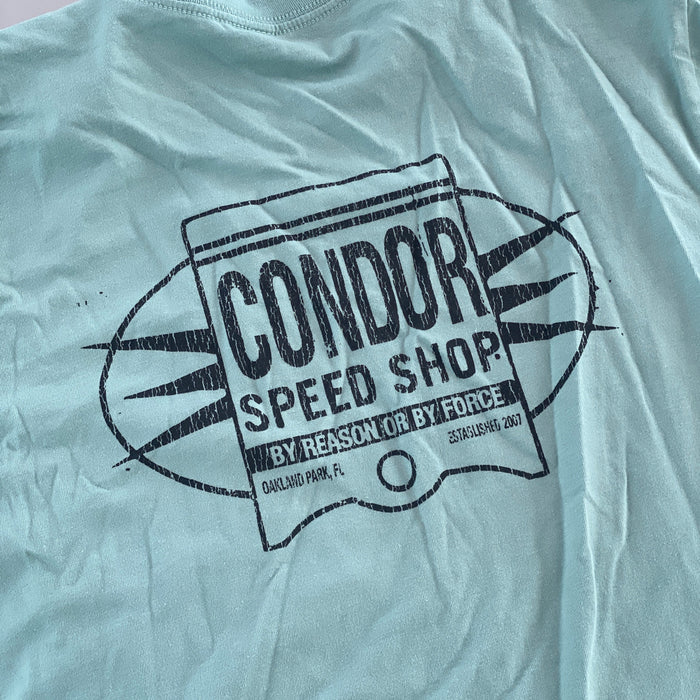 CONDOR
SPEED SHOP.
BY REASON OR BY FORCE
OAKLAND PARK, FL
ESTABLISHED 2007